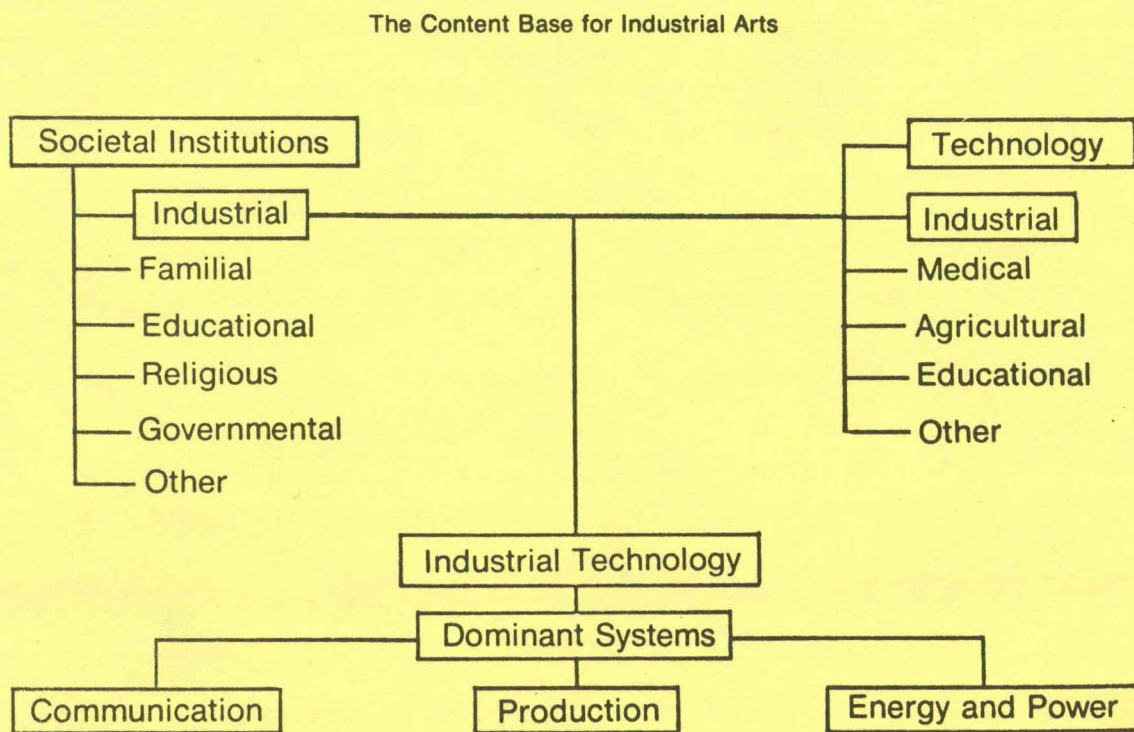 The Content Base for Industrial Arts
Societal Institutions
Industrial
Familial
Educational
Religious
Governmental
Other
Technology
Industrial
Medical
Agricultural
Educational
Other
Industrial Technology
Dominant Systems
Communication
Production
Energy and Power